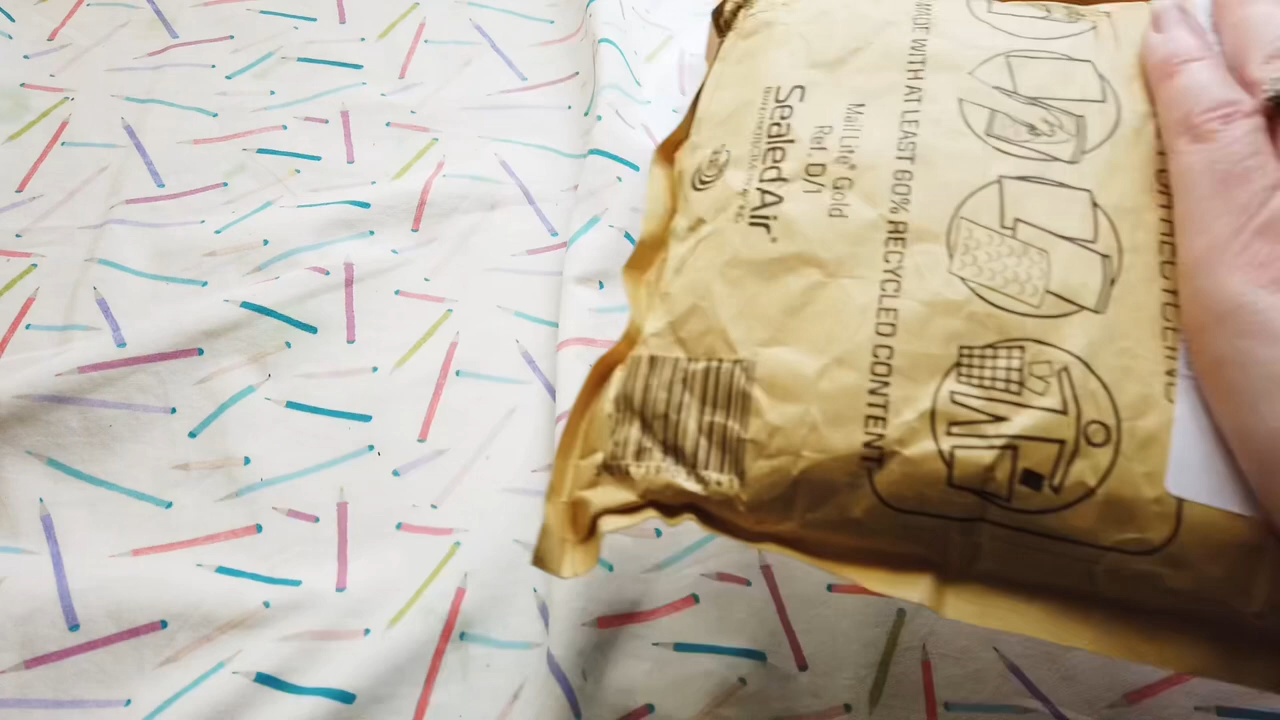 SealedAir®
Mail Lite® Gold
Ref. D/1
MADE WITH AT LEAST 60% RECYCLED CONTENT